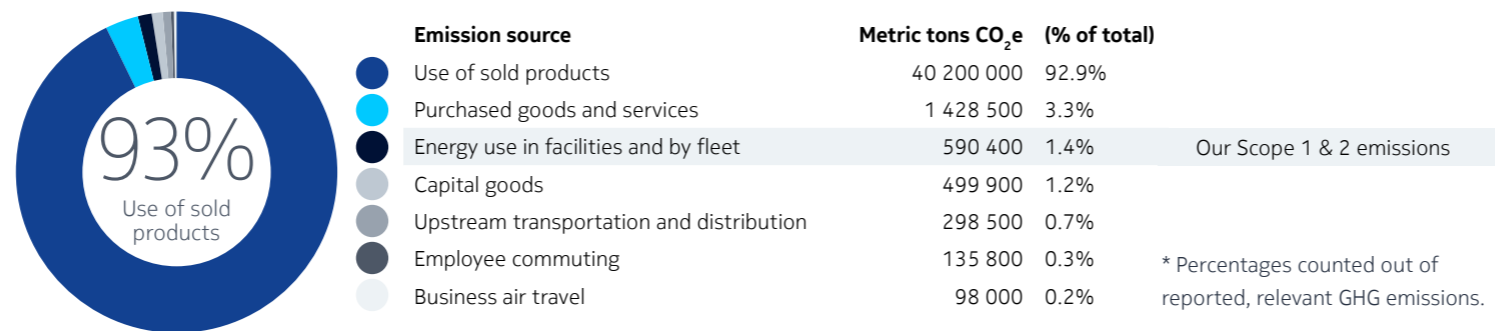 93%
Use of sold
products
Emission source Metric tons CO₂e (% of total)
Use of sold products 40 200 000 92.9%
Purchased goods and services 1 428 500 3.3%
Energy use in facilities and by fleet 590 400 1.4% Our Scope 1 & 2 emissions
Capital goods 499 900 1.2%
Upstream transportation and distribution 298 500 0.7%
Employee commuting 135 800 0.3%
Business air travel 98 000 0.2%
* Percentages counted out of
reported, relevant GHG emissions.